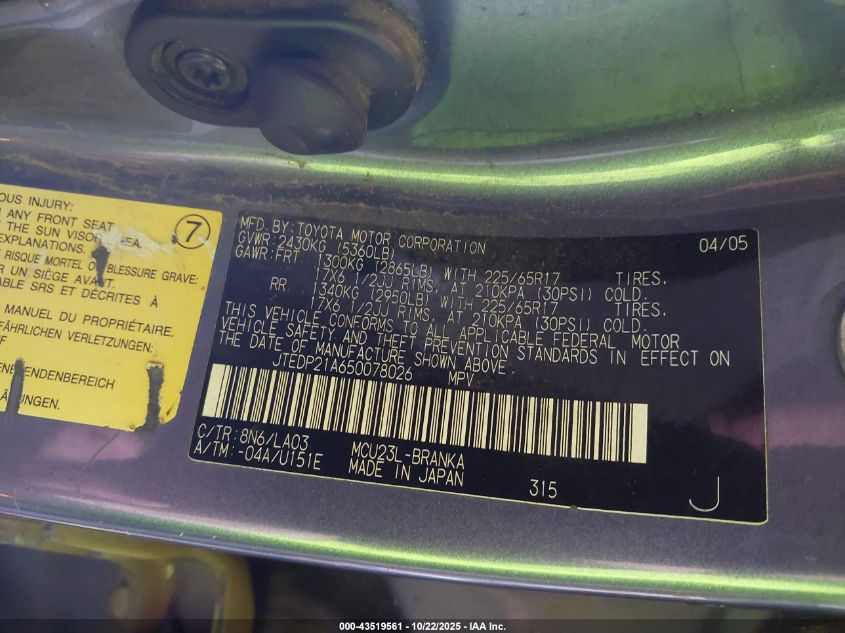 OUS INJURY:
ANY FRONT SEAT
THE SUN VISOR
EXPLANATIONS.
RISQUE MORTEL OU BLESSURE GRAVE.
UN SIÈGE AVANT
ABLE SRS ET DÉCRITES À
MANUEL DU PROPRIÉTAIRE.
EFÄHRLICHEN VERLETZUNGEN:
TIEF
ENDENBEREICH
UNGEN.
7
MFD.BY:TOYOTA MOTOR CORPORATION 04/05
GVWR:2430KG (5360LB)
GAWR:FRT 1300KG (2865LB) WITH 225/65R17 TIRES,
17X6 1/2JJ RIMS, AT 210KPA (30PSI) COLD.
RR 1340KG (2950LB) WITH 225/65R17 TIRES,
17X6 1/2JJ RIMS, AT 210KPA (30PSI) COLD.
THIS VEHICLE CONFORMS TO ALL APPLICABLE FEDERAL MOTOR
VEHICLE SAFETY AND THEFT PREVENTION STANDARDS IN EFFECT ON
THE DATE OF MANUFACTURE SHOWN ABOVE.
JTEDP21A650078026 MPV
C/TR:8N6/LA03 MCU23L-BRANKA
A/TM:-04A/U151E MADE IN JAPAN 315 J
000-43519561 - 10/22/2025 - IAA Inc.